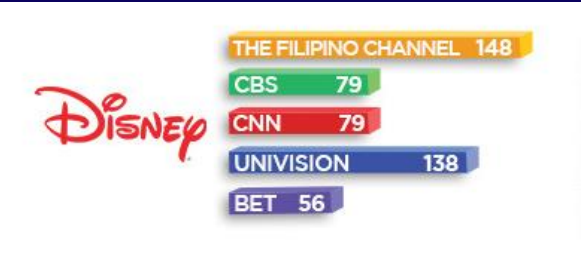 THE FILIPINO CHANNEL 148
CBS 79
DISNEY
CNN 79
UNIVISION 138
BET 56